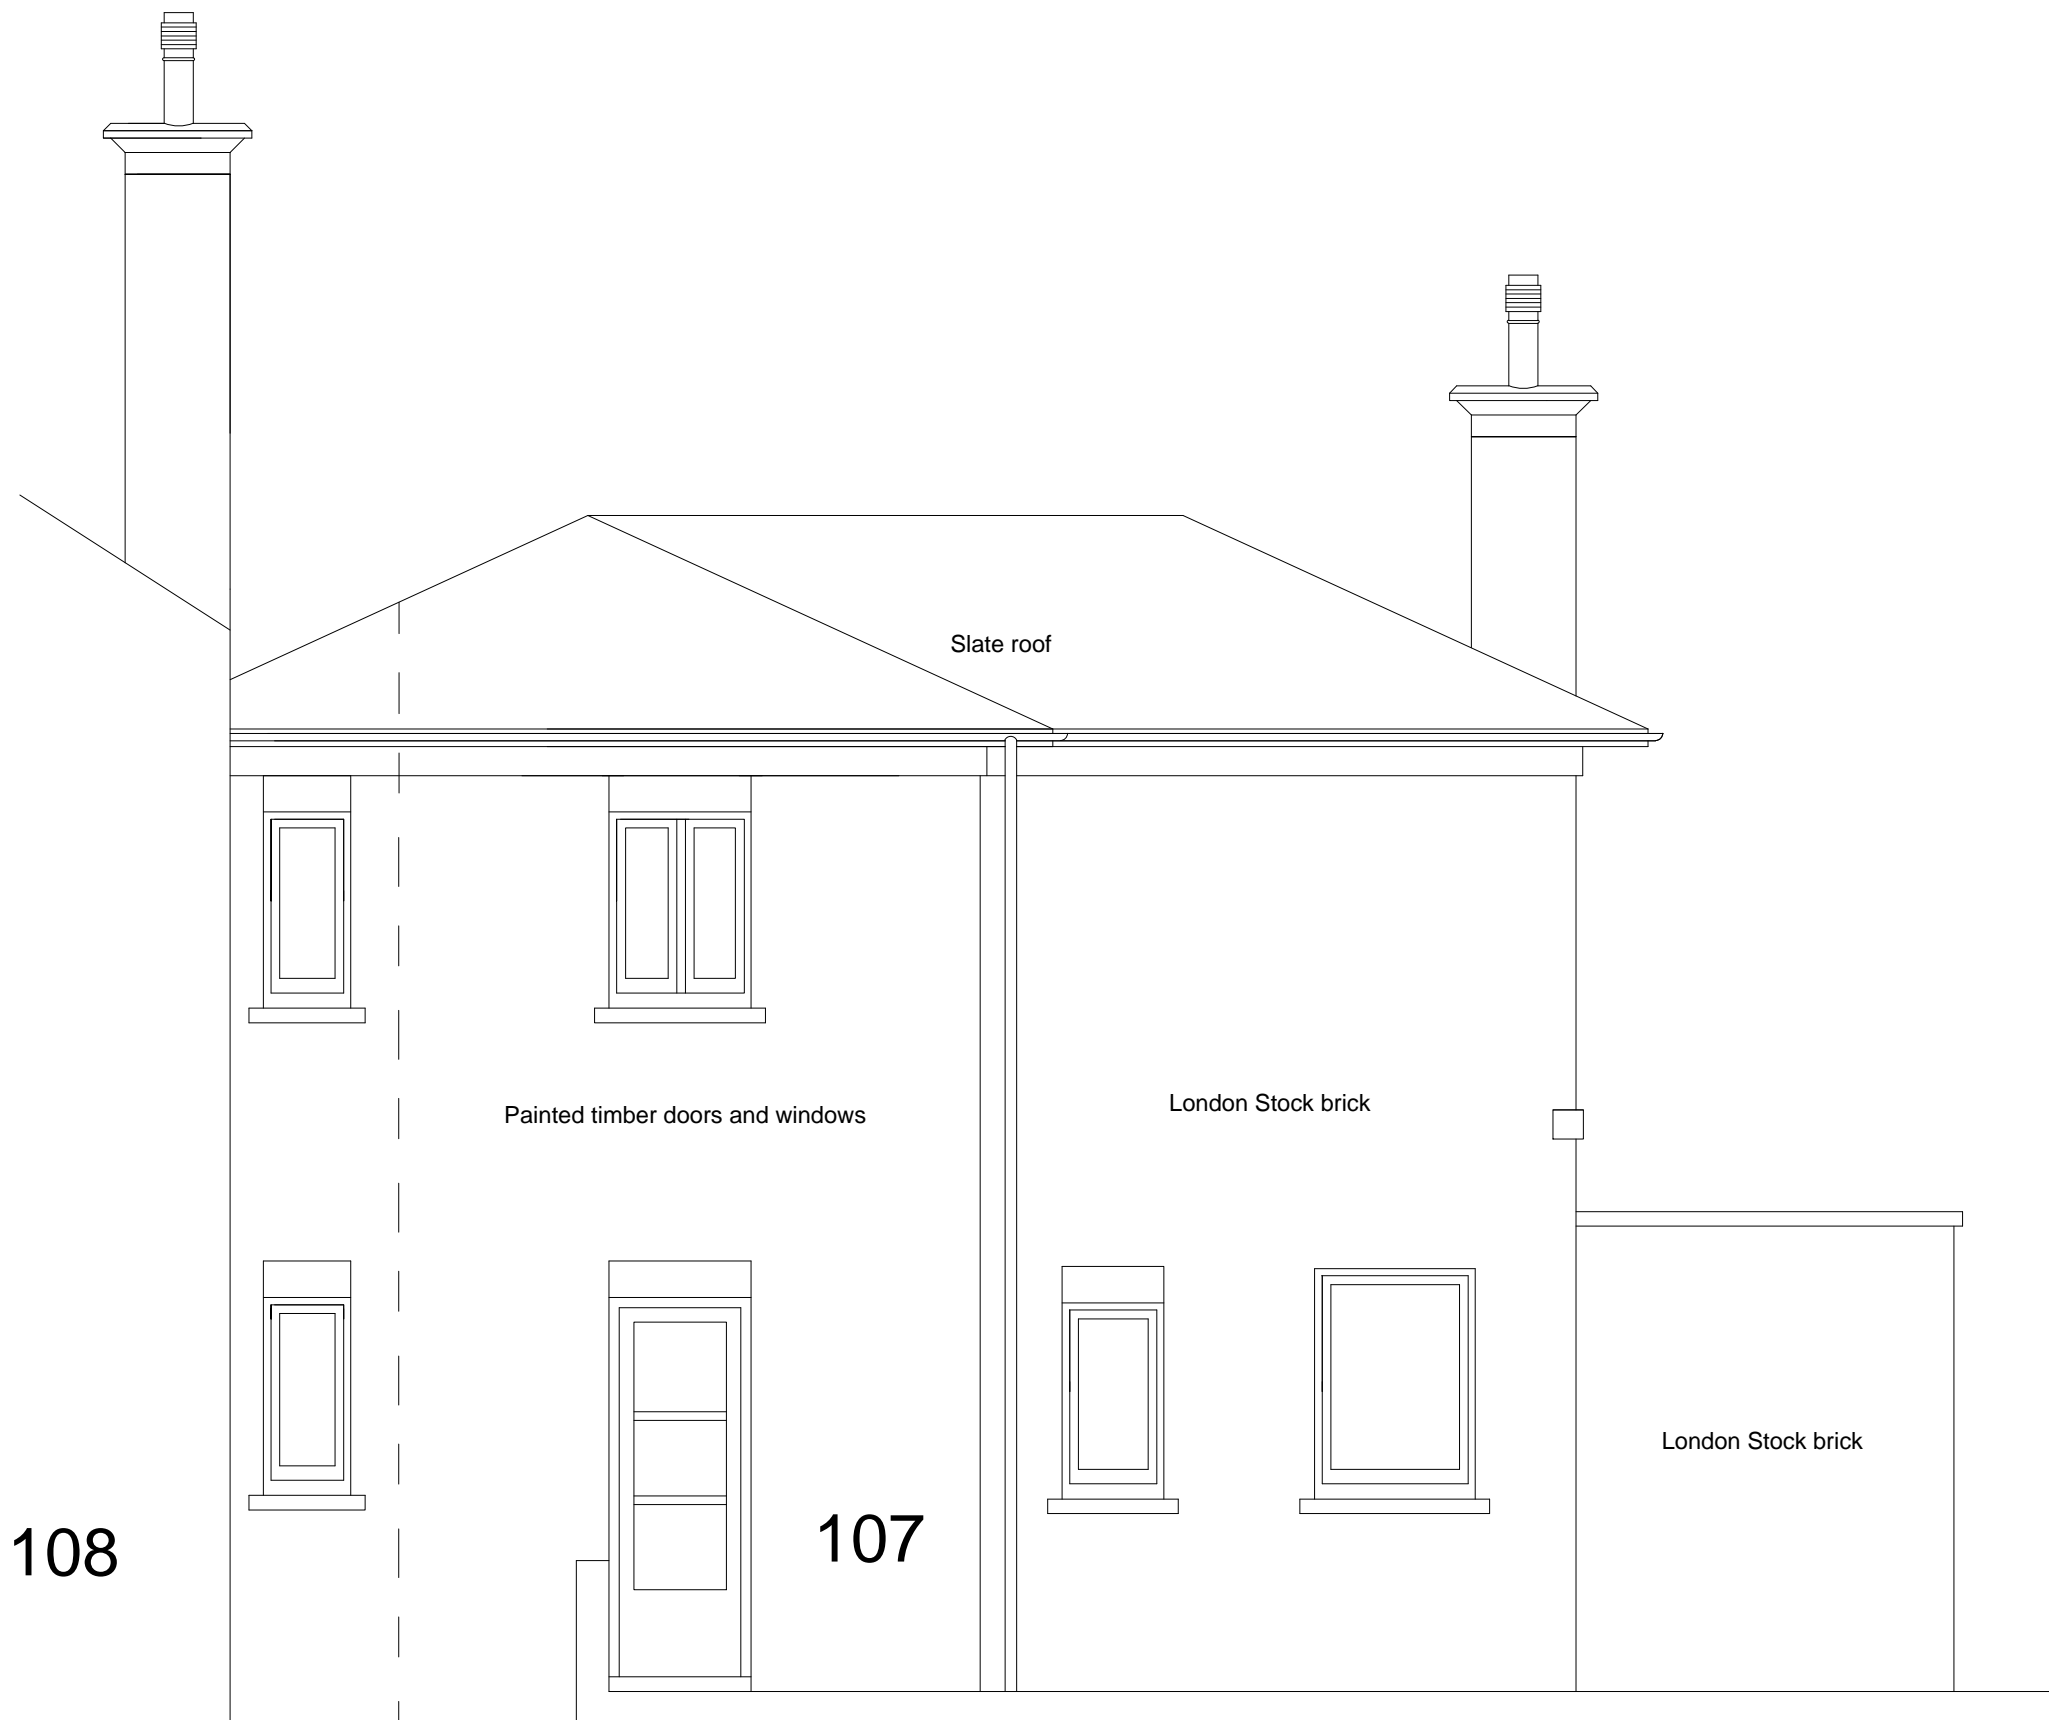 Slate roof
Painted timber doors and windows
London Stock brick
London Stock brick
108
107